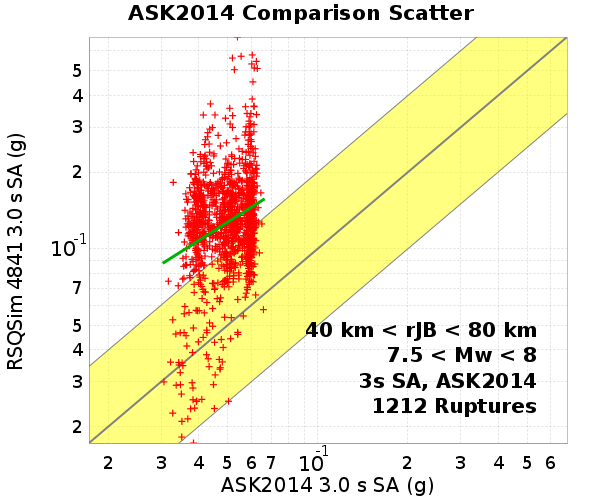 ASK2014 Comparison Scatter
RSQSim 4841 3.0 s SA (g)
5
4
3
2
10-1
7
5
4
3
2
40 km < rJB < 80 km
7.5 < Mw < 8
3s SA, ASK2014
1212 Ruptures
2 3 4 5 6 7 10-1 2 3 4 5 6
ASK2014 3.0 s SA (g)